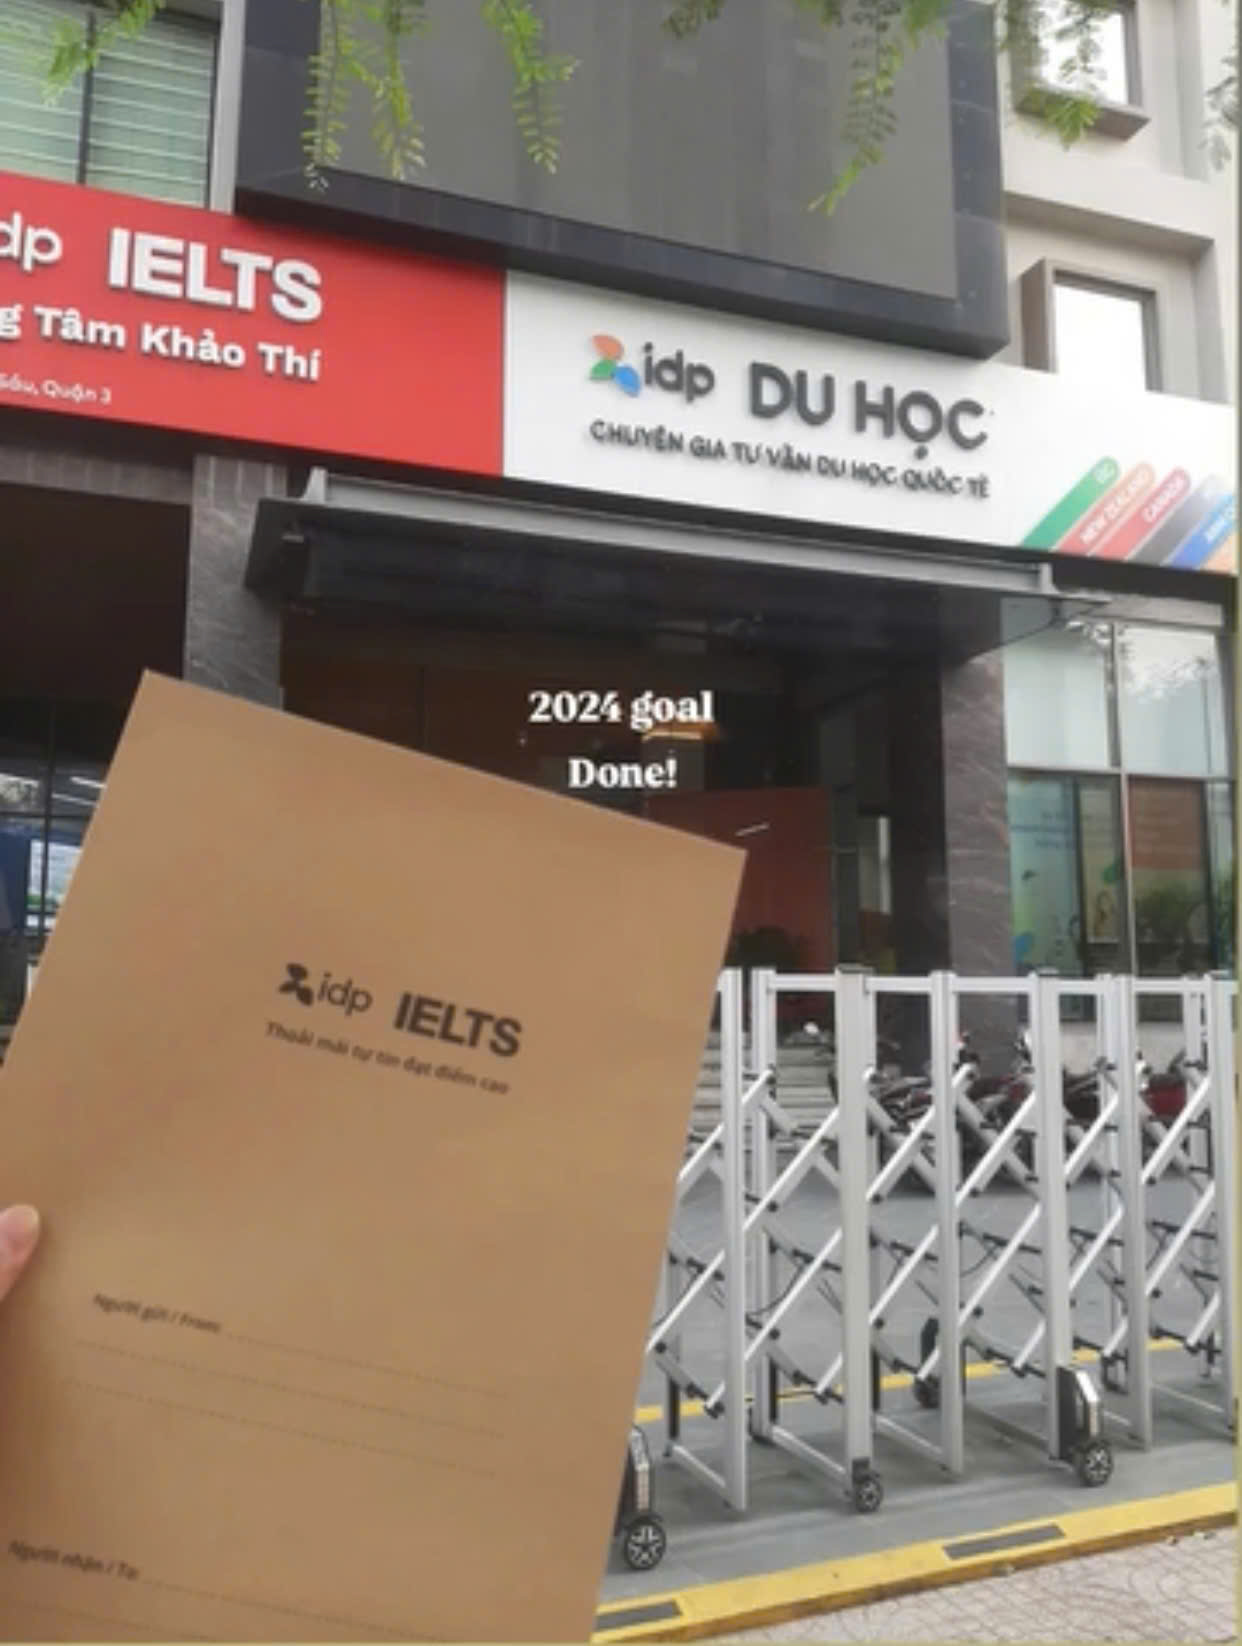 idp IELTS
Tâm Khảo Thí
Sáu, Quận 3
idp DU HỌC
CHUYÊN GIA TƯ VẤN DU HỌC QUỐC TẾ
ÚC
NEW ZEALAND
CANADA
ANH
2024 goal
Done!
idp IELTS
Thoải mái tự tin đạt điểm cao
Người gửi / From:
Người nhận / To: